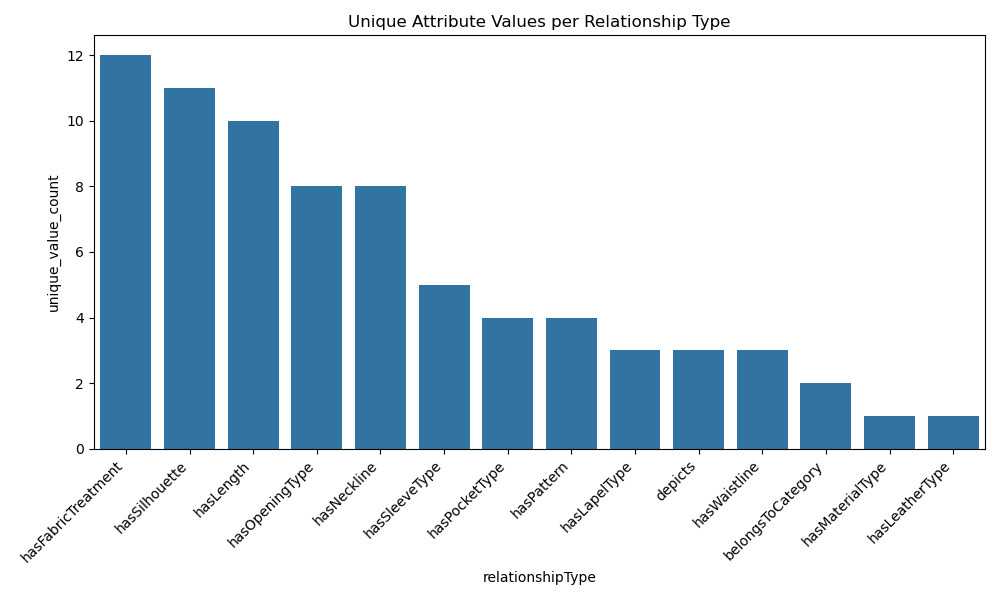 Unique Attribute Values per Relationship Type
unique_value_count
12
10
8
6
4
2
0
hasFabricTreatment
hasSilhouette
hasLength
hasOpeningType
hasNeckline
hasSleeveType
hasPocketType
hasPattern
hasLapelType
depicts
hasWaistline
belongsToCategory
hasMaterialType
hasLeatherType
relationshipType